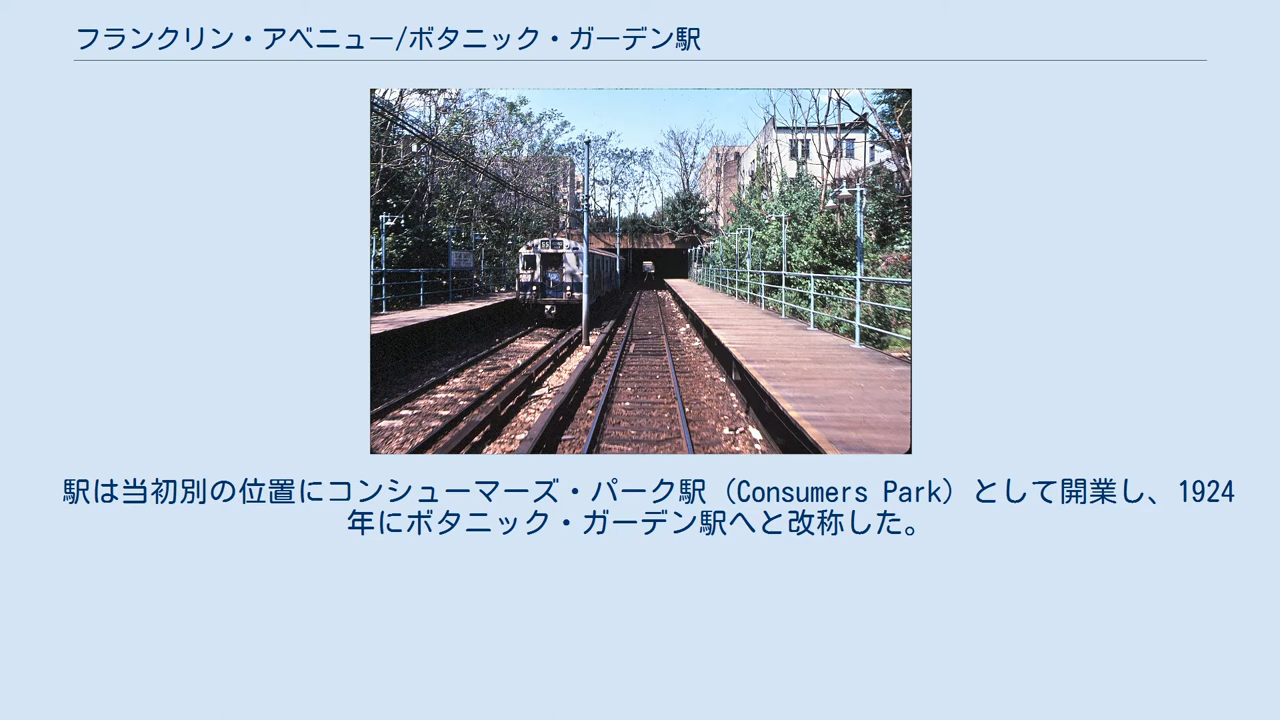 フランクリン・アベニュー/ボタニック・ガーデン駅
駅は当初別の位置にコンシューマーズ・パーク駅（Consumers Park）として開業し、1924
年にボタニック・ガーデン駅へと改称した。